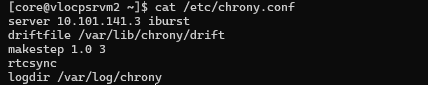 [core@vlocpsrvm2 ~]$ cat /etc/chrony.conf
server 10.101.141.3 iburst
driftfile /var/lib/chrony/drift
makestep 1.0 3
rtcsync
logdir /var/log/chrony